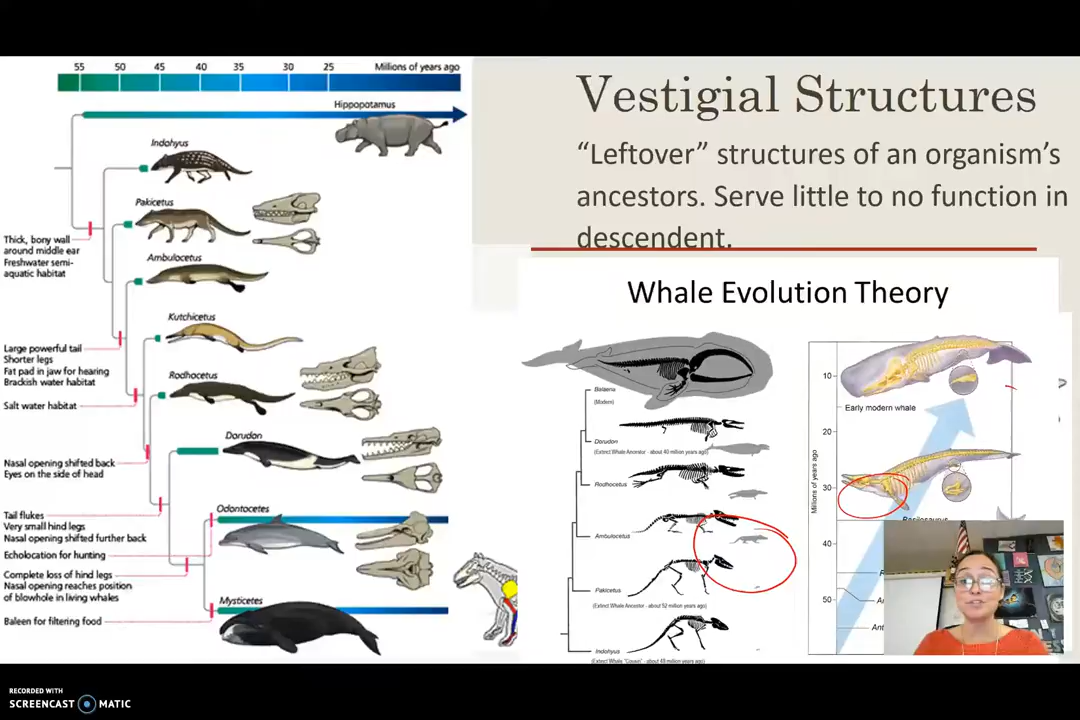 55 50 45 40 35 30 25 Millions of years ago
Hippopotamus
Indohyus
Pakicetus
Thick, bony wall
around middle ear
Freshwater semi-
aquatic habitat
Ambulocetus
Kutchicetus
Large powerful tail
Shorter legs
Fat pad in jaw for hearing
Brackish water habitat
Rodhocetus
Salt water habitat
Dorudon
Nasal opening shifted back
Eyes on the side of head
Tail flukes
Very small hind legs
Nasal opening shifted further back
Odontocetes
Echolocation for hunting
Complete loss of hind legs
Nasal opening reaches position
of blowhole in living whales
Mysticetes
Baleen for filtering food
Vestigial Structures
“Leftover” structures of an organism’s
ancestors. Serve little to no function in
descendent.
Whale Evolution Theory
Balaena
(Modern)
Dorudon
(Extinct Whale Ancestor - about 40 million years ago)
Rodhocetus
Ambulocetus
Pakicetus
(Extinct Whale Ancestor - about 52 million years ago)
Indohyus
(Extinct Whale "Cousin" - about 48 million years ago)
Millions of years ago
10
20
30
40
50
Early modern whale
Basilosaurus
An
Ant
RECORDED WITH
SCREENCAST MATIC